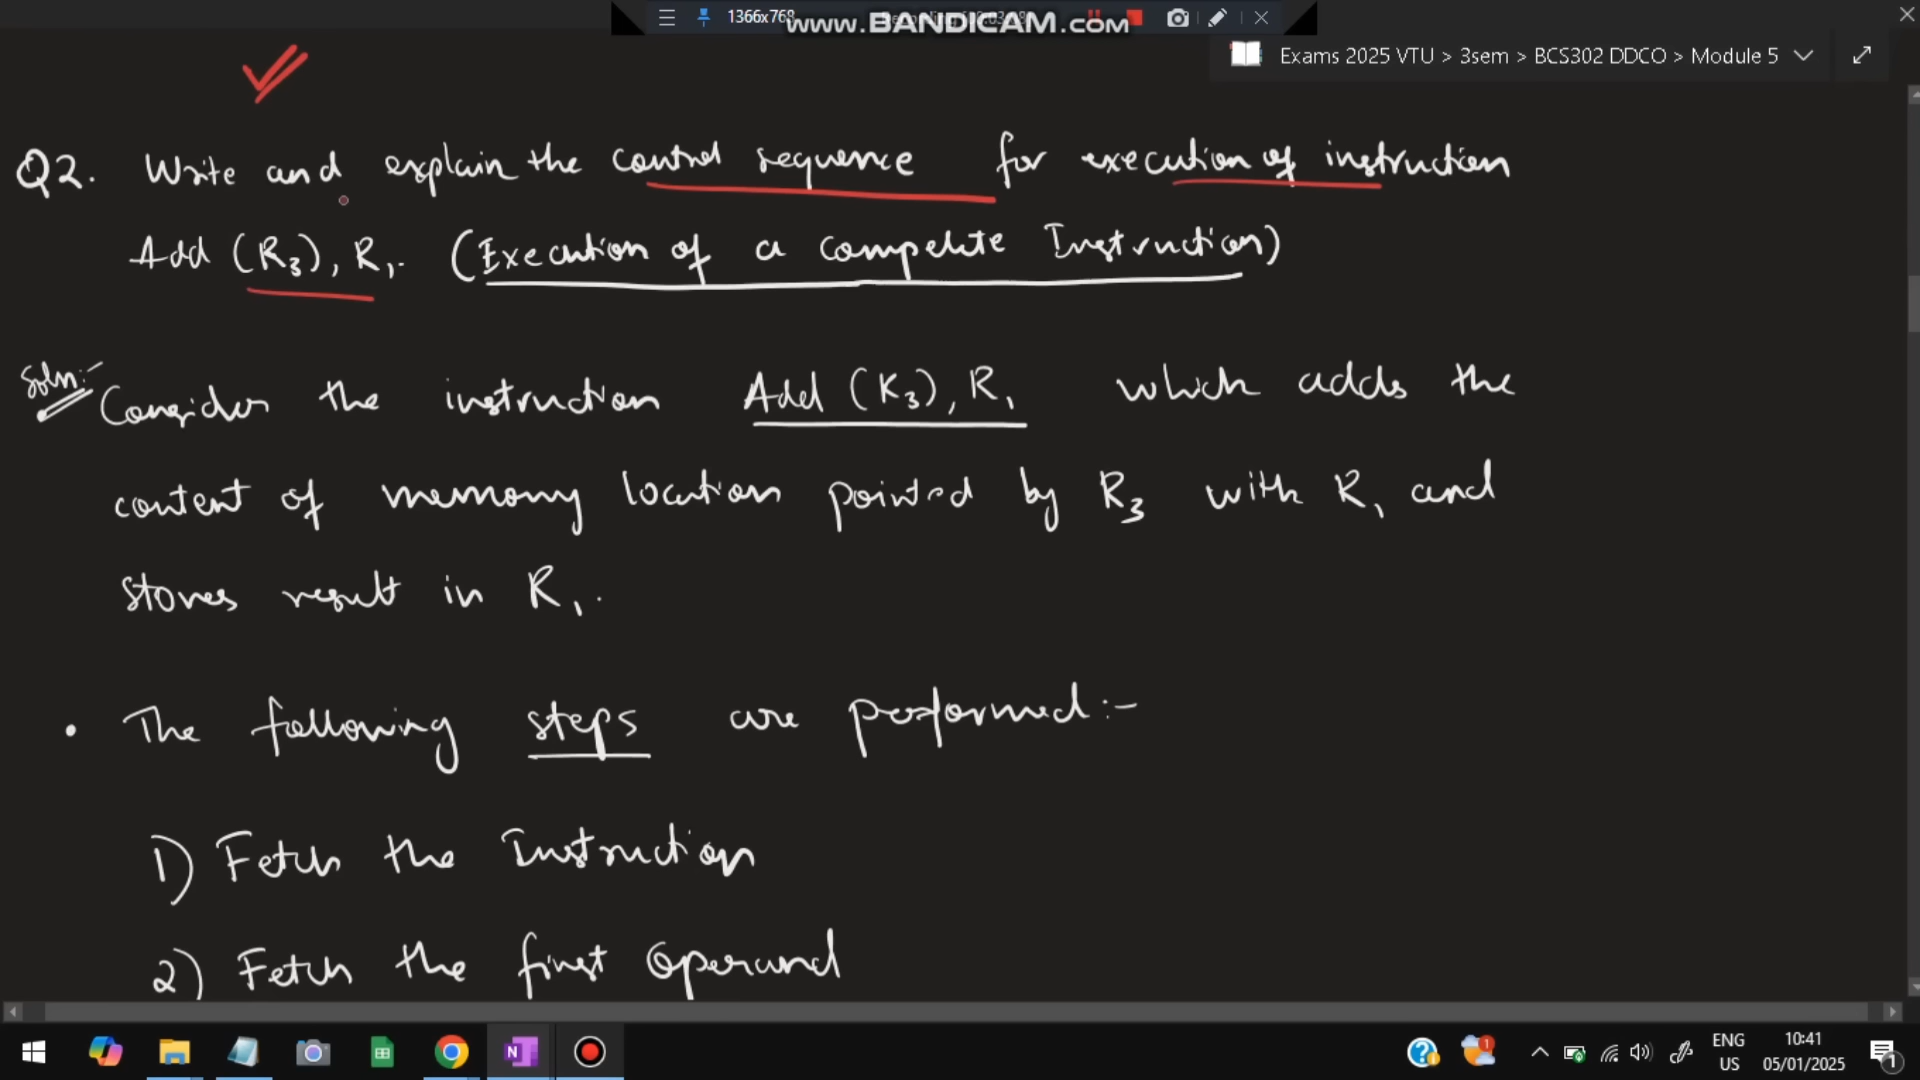 1366x768
www.BANDICAM.com
Exams 2025 VTU > 3sem > BCS302 DDCO > Module 5
Q2. Write and explain the control sequence for execution of instruction
Add (R3), R1. (Execution of a compelete Instruction)
Soln:- Consider the instruction Add (R3), R1 which adds the
content of memory location pointed by R3 with R1 and
stores result in R1.
• The following steps are performed:-
1) Fetch the Instruction
2) Fetch the first Operand
ENG
US
10:41
05/01/2025